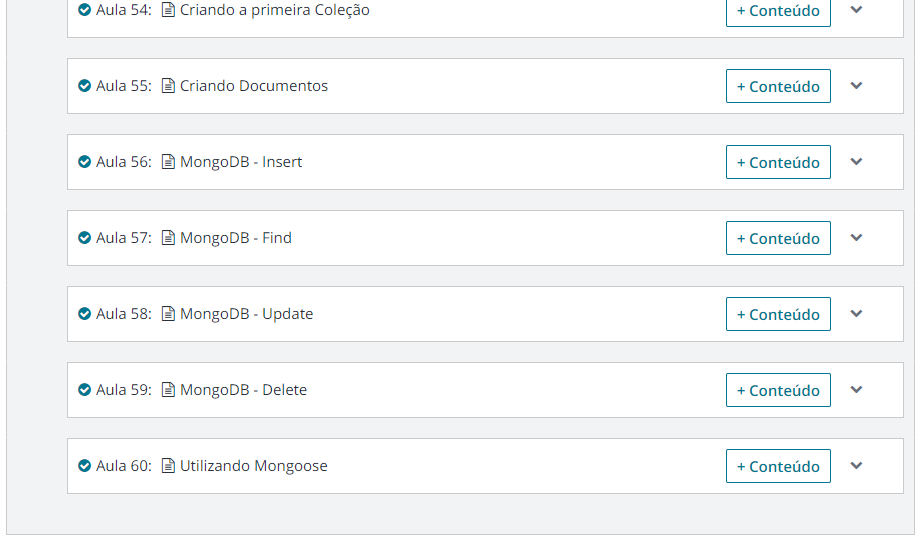 Aula 54: Criando a primeira Coleção + Conteúdo
Aula 55: Criando Documentos + Conteúdo
Aula 56: MongoDB - Insert + Conteúdo
Aula 57: MongoDB - Find + Conteúdo
Aula 58: MongoDB - Update + Conteúdo
Aula 59: MongoDB - Delete + Conteúdo
Aula 60: Utilizando Mongoose + Conteúdo